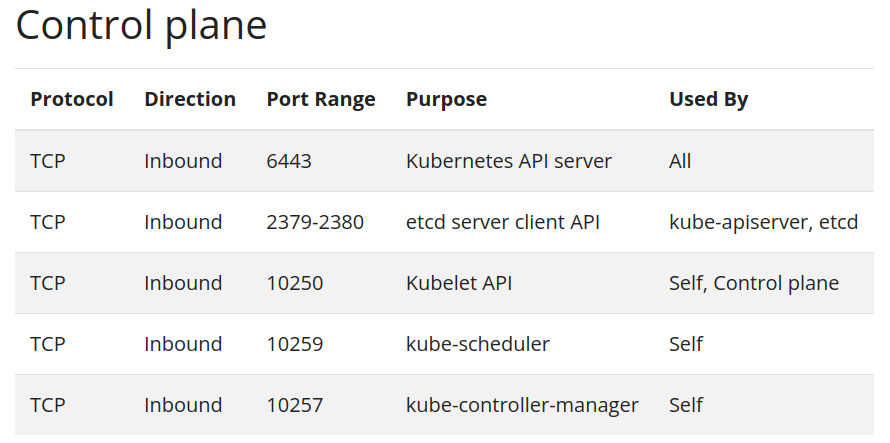 Control plane
Protocol Direction Port Range Purpose Used By
TCP Inbound 6443 Kubernetes API server All
TCP Inbound 2379-2380 etcd server client API kube-apiserver, etcd
TCP Inbound 10250 Kubelet API Self, Control plane
TCP Inbound 10259 kube-scheduler Self
TCP Inbound 10257 kube-controller-manager Self